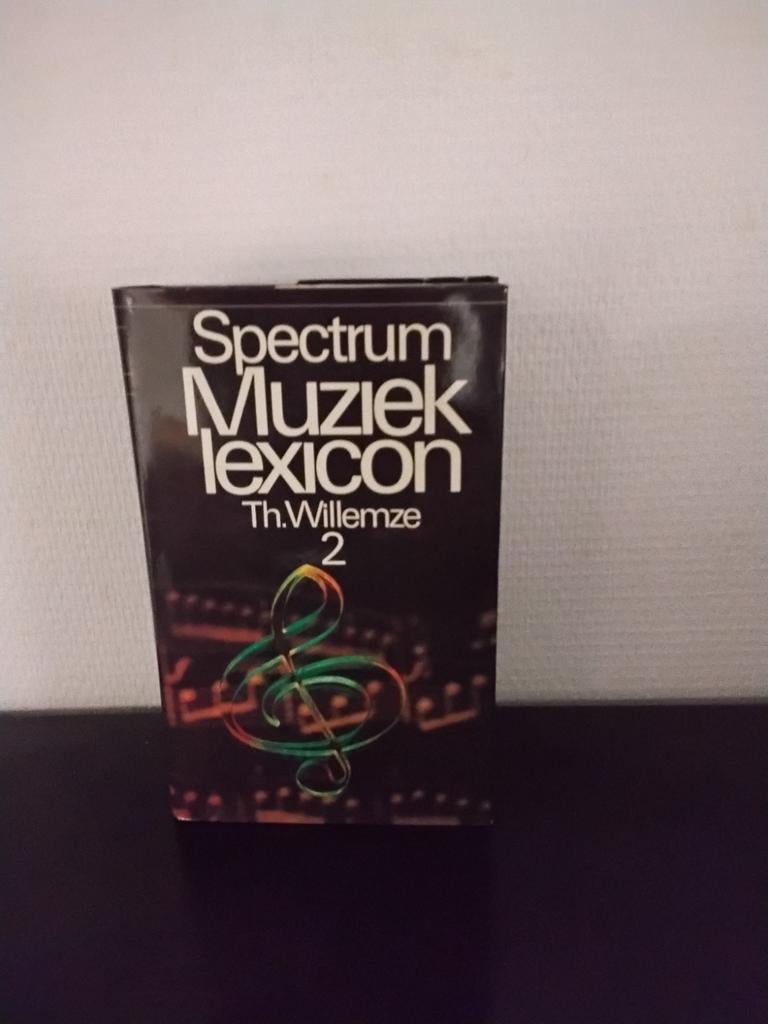 Spectrum
Muziek
lexicon
Th.Willemze
2